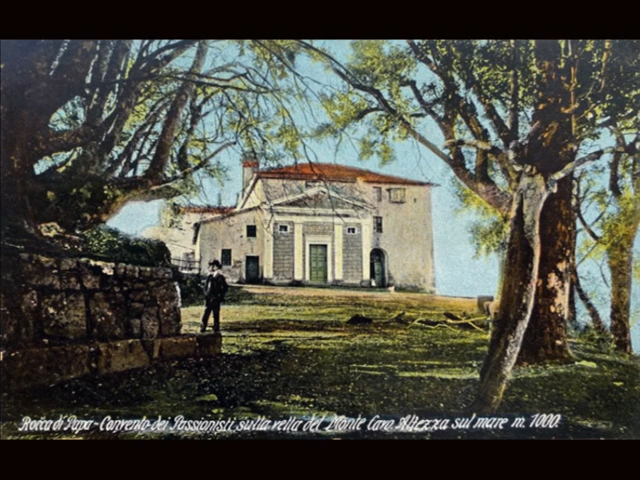 Rocca di Papa - Convento dei Passionisti, sulla vetta del Monte Cavo. Altezza sul mare m. 1000.